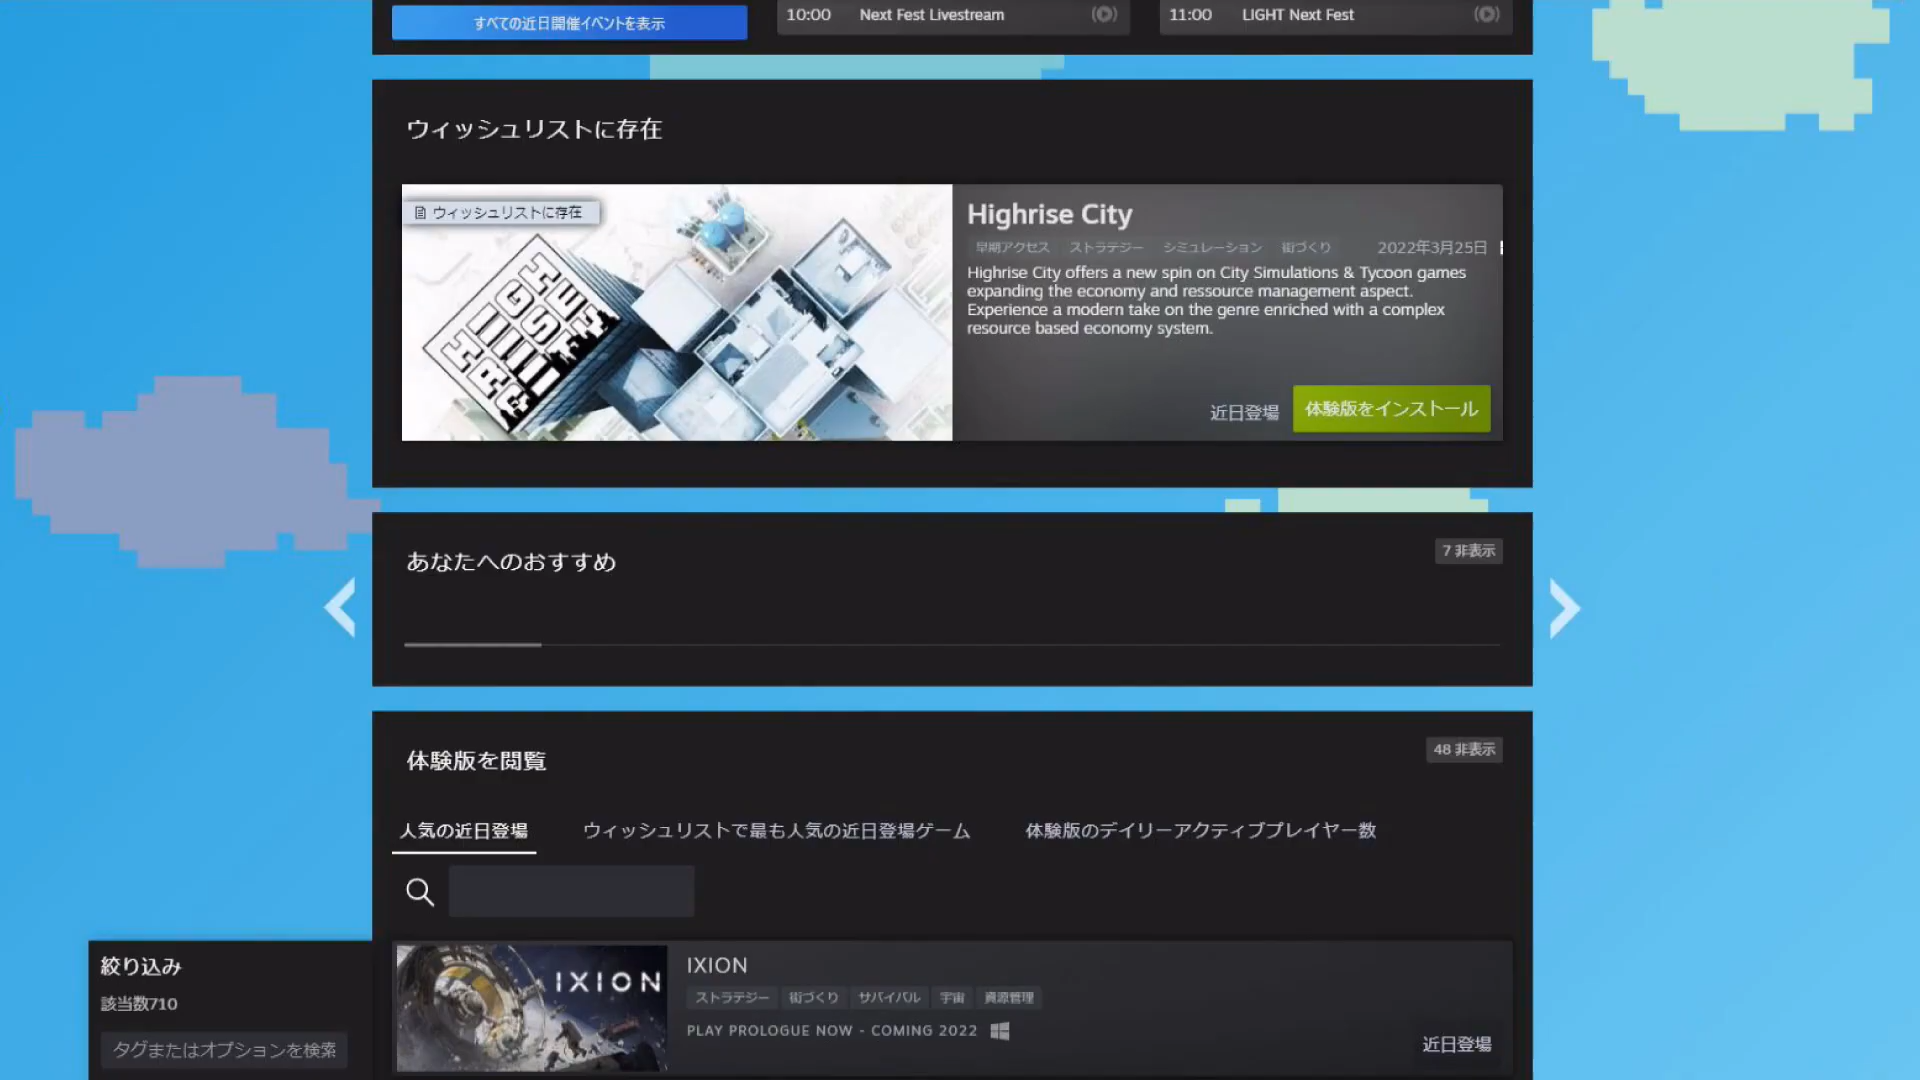 すべての近日開催イベントを表示
10:00 Next Fest Livestream
11:00 LIGHT Next Fest
ウィッシュリストに存在
ウィッシュリストに存在
HIGHRISE CITY
Highrise City
早期アクセス ストラテジー シミュレーション 街づくり 2022年3月25日
Highrise City offers a new spin on City Simulations & Tycoon games
expanding the economy and ressource management aspect.
Experience a modern take on the genre enriched with a complex
resource based economy system.
近日登場 体験版をインストール
あなたへのおすすめ
7 非表示
体験版を閲覧
48 非表示
人気の近日登場 ウィッシュリストで最も人気の近日登場ゲーム 体験版のデイリーアクティブプレイヤー数
IXION
IXION
ストラテジー 街づくり サバイバル 宇宙 資源管理
PLAY PROLOGUE NOW - COMING 2022
近日登場
絞り込み
該当数710
タグまたはオプションを検索